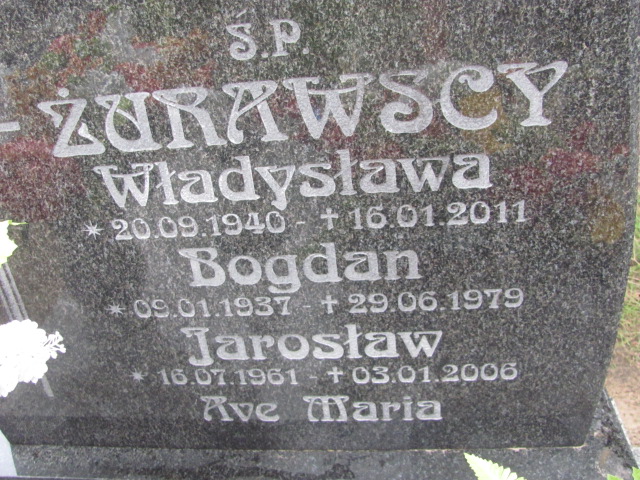 Ś.P.
ŻURAWSCY
Władysława
* 20.09.1940 - † 16.01.2011
Bogdan
* 09.01.1937 - † 29.06.1979
Jarosław
* 16.07.1961 - † 03.01.2006
Ave Maria